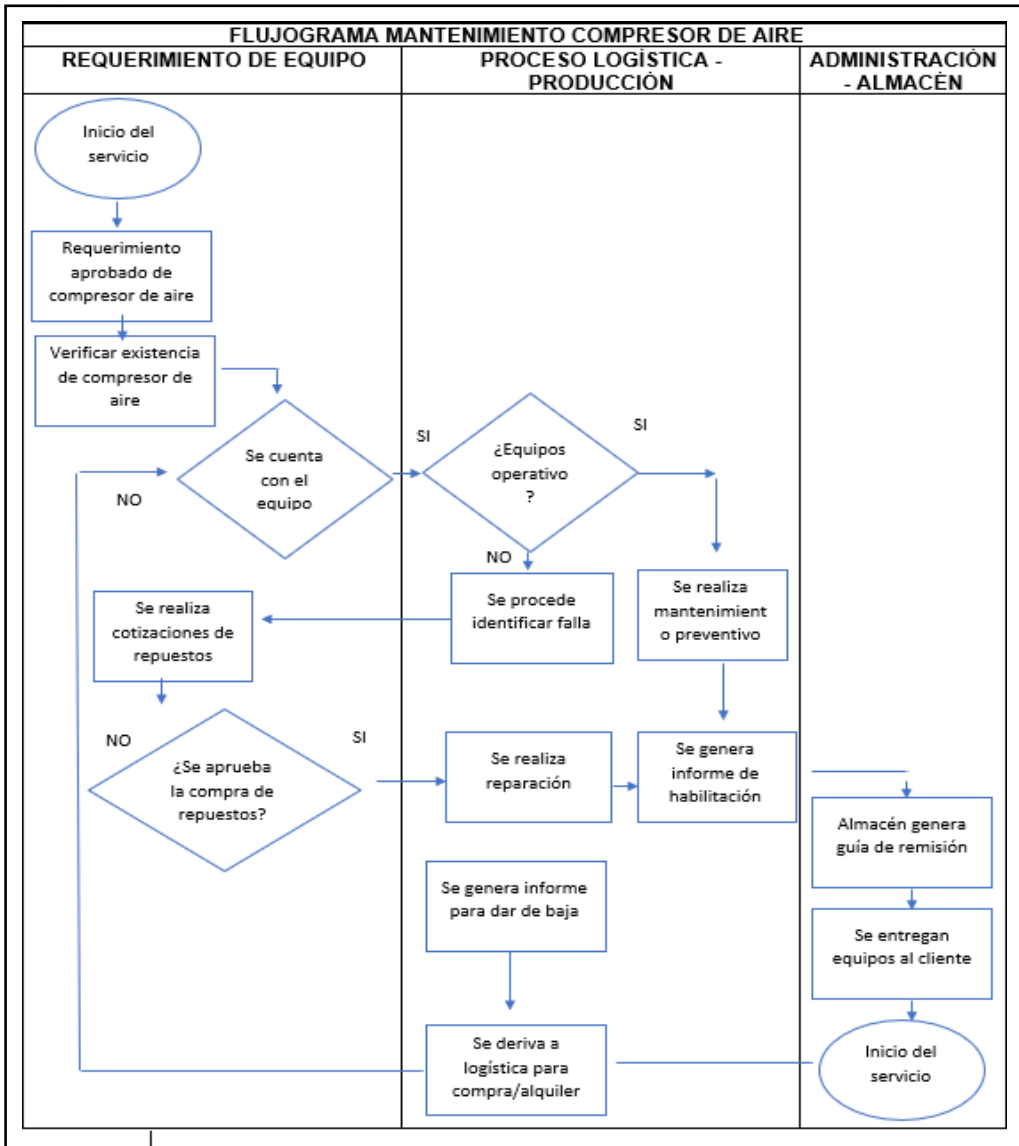 FLUJOGRAMA MANTENIMIENTO COMPRESOR DE AIRE
REQUERIMIENTO DE EQUIPO
PROCESO LOGÍSTICA -
PRODUCCIÓN
ADMINISTRACIÓN
- ALMACÉN
Inicio del
servicio
Requerimiento
aprobado de
compresor de aire
Verificar existencia
de compresor de
aire
Se cuenta
con el
equipo
NO
SI
¿Equipos
operativo
?
SI
NO
Se procede
identificar falla
Se realiza
mantenimient
o preventivo
Se realiza
cotizaciones de
repuestos
NO
SI
¿Se aprueba
la compra de
repuestos?
Se realiza
reparación
Se genera
informe de
habilitación
Almacén genera
guía de remisión
Se genera informe
para dar de baja
Se entregan
equipos al cliente
Se deriva a
logística para
compra/alquiler
Inicio del
servicio